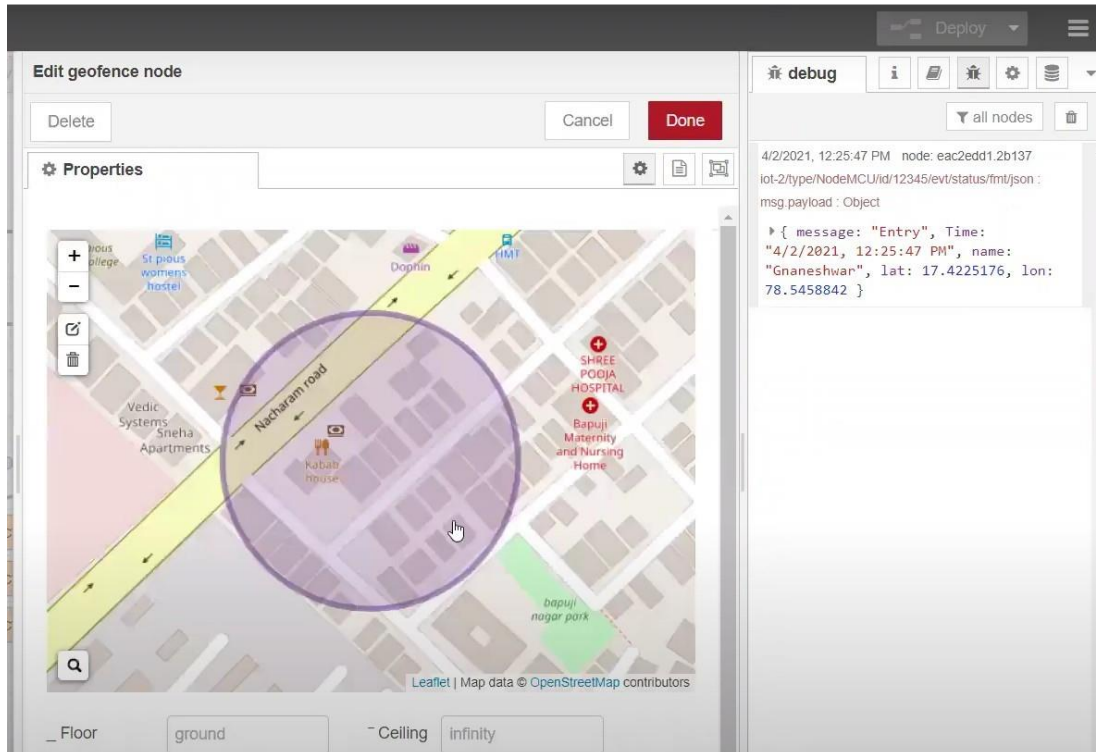 Deploy
Edit geofence node
Delete
Cancel
Done
Properties
St pious
womens
hostel
Dophin
HMT
Nacharam road
Vedic
Systems
Sneha
Apartments
Kabab
house
SHREE
POOJA
HOSPITAL
Bapuji
Maternity
and Nursing
Home
bapuji
nagar park
Leaflet | Map data © OpenStreetMap contributors
Floor
ground
Ceiling
infinity
debug
i
all nodes
4/2/2021, 12:25:47 PM node: eac2edd1.2b137
iot-2/type/NodeMCU/id/12345/evt/status/fmt/json :
msg.payload : Object
{ message: "Entry", Time:
"4/2/2021, 12:25:47 PM", name:
"Gnaneshwar", lat: 17.4225176, lon:
78.5458842 }